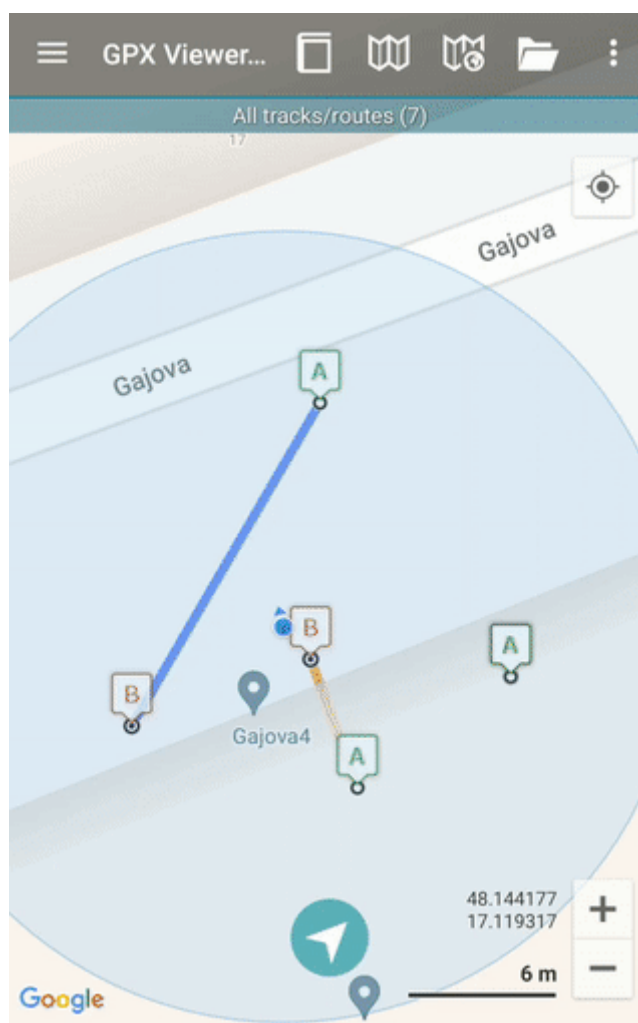 GPX Viewer...
All tracks/routes (7)
17
Gajova
Gajova
A
B
B
A
A
Gajova4
48.144177
17.119317
6 m
Google